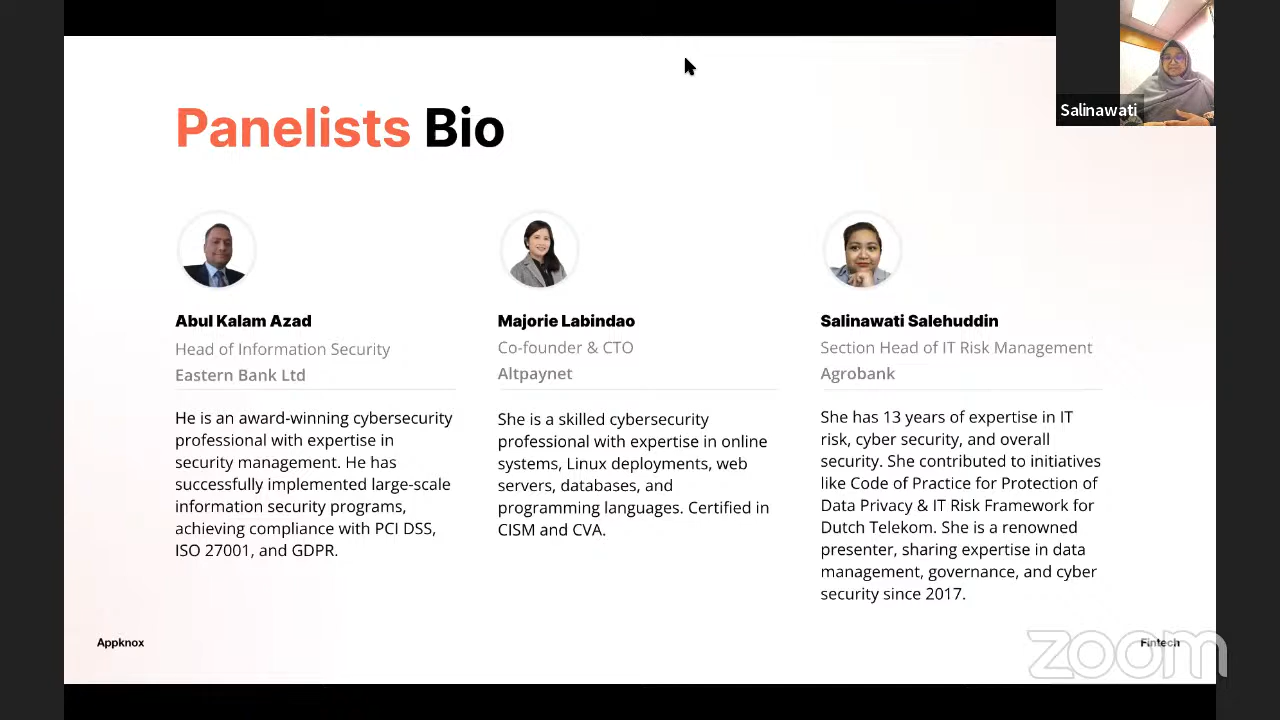 Salinawati
Panelists Bio
Abul Kalam Azad
Head of Information Security
Eastern Bank Ltd
He is an award-winning cybersecurity
professional with expertise in
security management. He has
successfully implemented large-scale
information security programs,
achieving compliance with PCI DSS,
ISO 27001, and GDPR.
Majorie Labindao
Co-founder & CTO
Altpaynet
She is a skilled cybersecurity
professional with expertise in online
systems, Linux deployments, web
servers, databases, and
programming languages. Certified in
CISM and CVA.
Salinawati Salehuddin
Section Head of IT Risk Management
Agrobank
She has 13 years of expertise in IT
risk, cyber security, and overall
security. She contributed to initiatives
like Code of Practice for Protection of
Data Privacy & IT Risk Framework for
Dutch Telekom. She is a renowned
presenter, sharing expertise in data
management, governance, and cyber
security since 2017.
Appknox
Fintech
zoom